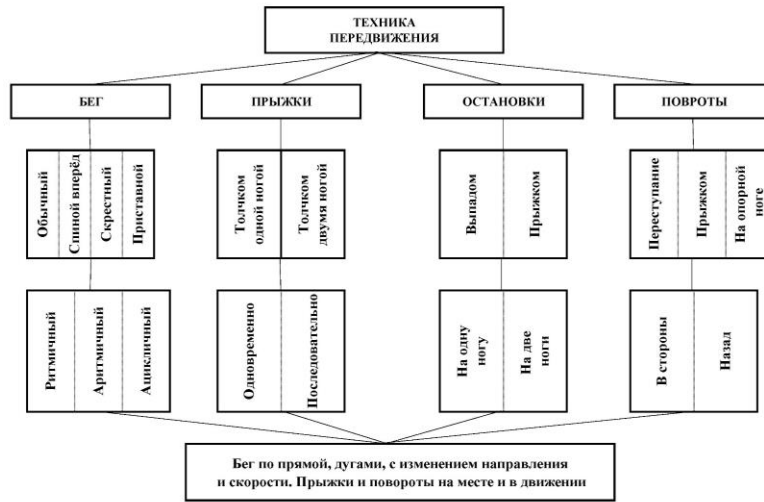 ТЕХНИКА
ПЕРЕДВИЖЕНИЯ
БЕГ
ПРЫЖКИ
ОСТАНОВКИ
ПОВРОТЫ
Обычный
Спиной вперёд
Скрестный
Приставной
Толчком
одной ногой
Толчком
двумя ногой
Выпадом
Прыжком
Переступание
Прыжком
На опорной
ноге
Ритмичный
Аритмичный
Ацикличный
Одновременно
Последовательно
На одну
ногу
На две
ноги
В стороны
Назад
Бег по прямой, дугами, с изменением направления
и скорости. Прыжки и повороты на месте и в движении